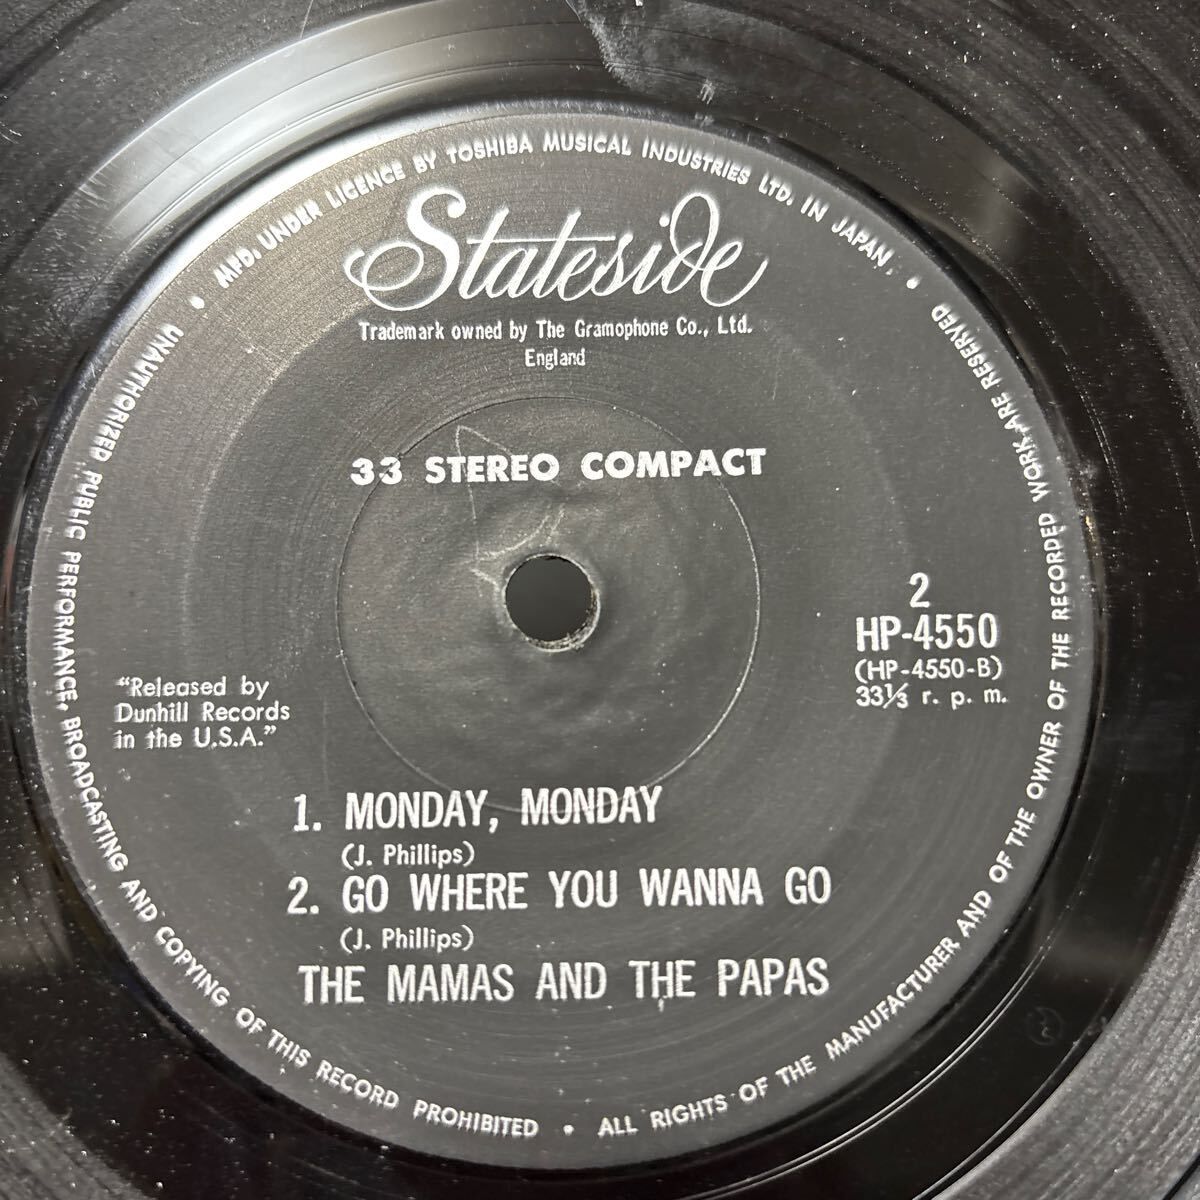 • MFD. UNDER LICENCE BY TOSHIBA MUSICAL INDUSTRIES LTD. IN JAPAN •
Stateside
Trademark owned by The Gramophone Co., Ltd.
England
33 STEREO COMPACT
2
HP-4550
(HP-4550-B)
33⅓ r. p. m.
"Released by
Dunhill Records
in the U.S.A."
1. MONDAY, MONDAY
(J. Phillips)
2. GO WHERE YOU WANNA GO
(J. Phillips)
THE MAMAS AND THE PAPAS
UNAUTHORIZED PUBLIC PERFORMANCE, BROADCASTING AND COPYING OF THIS RECORD PROHIBITED • ALL RIGHTS OF THE MANUFACTURER AND OF THE OWNER OF THE RECORDED WORK ARE RESERVED